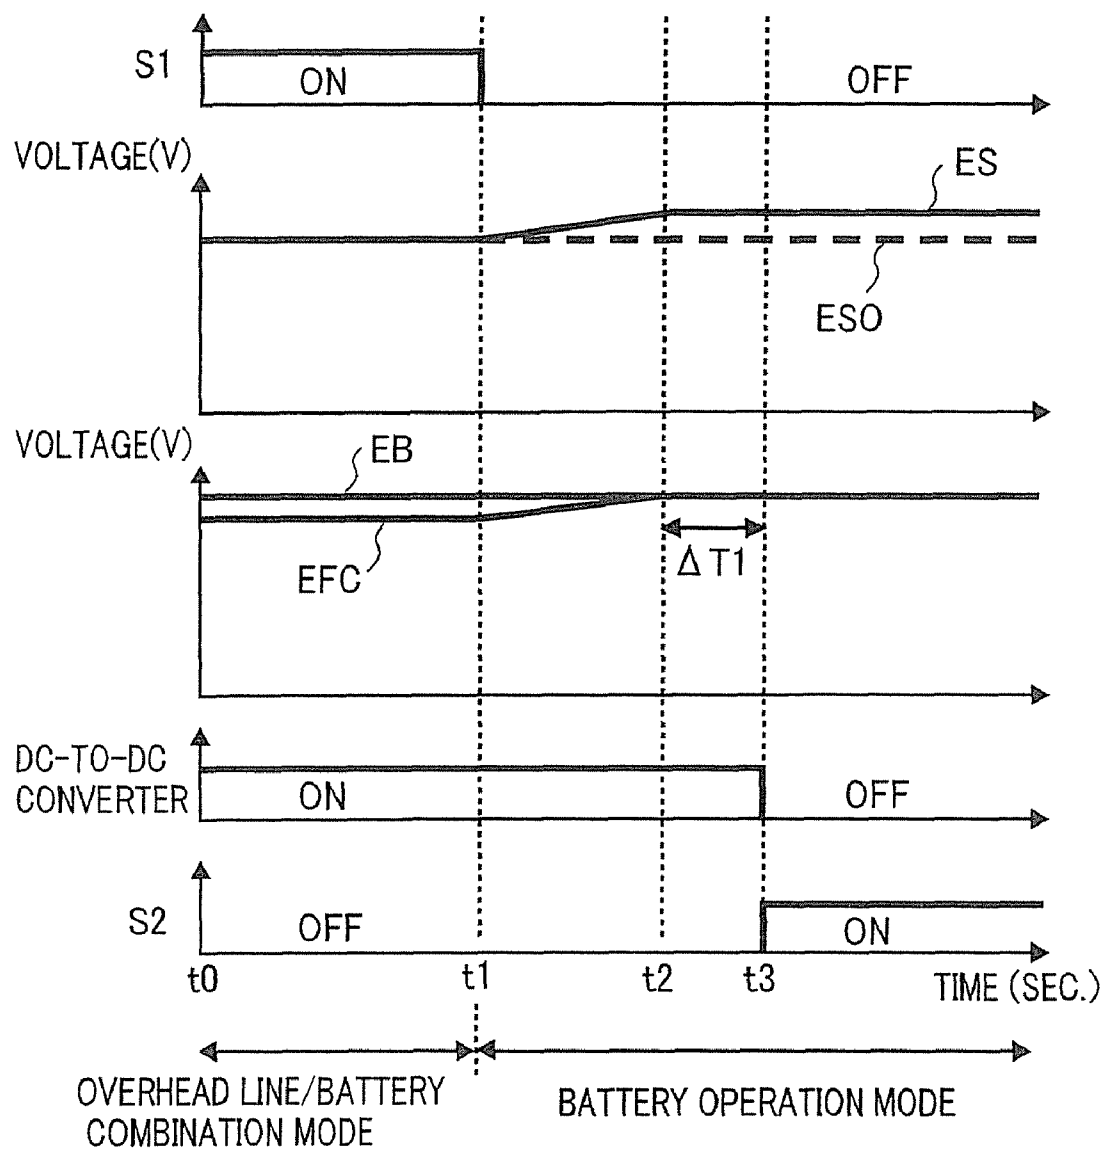 S1
ON
OFF
VOLTAGE(V)
ES
ESO
VOLTAGE(V)
EB
EFC
Δ T1
DC-TO-DC
CONVERTER
ON
OFF
S2
OFF
ON
t0
t1
t2
t3
TIME (SEC.)
OVERHEAD LINE/BATTERY
COMBINATION MODE
BATTERY OPERATION MODE